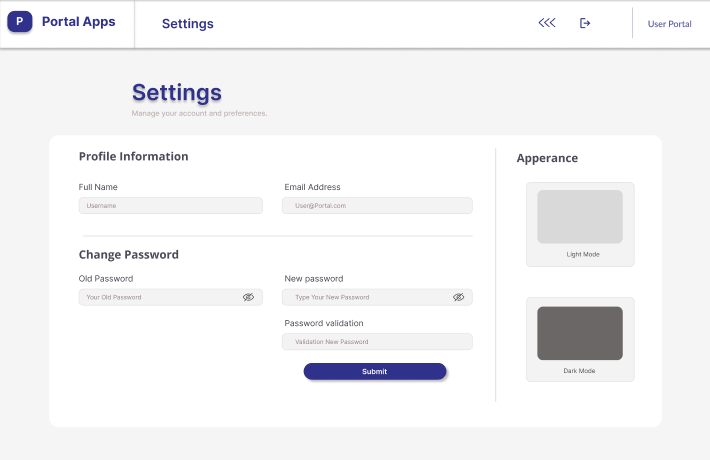 P Portal Apps
Settings
User Portal
Settings
Manage your account and preferences.
Profile Information
Full Name
Username
Email Address
User@Portal.com
Change Password
Old Password
Your Old Password
New password
Type Your New Password
Password validation
Validation New Password
Submit
Apperance
Light Mode
Dark Mode